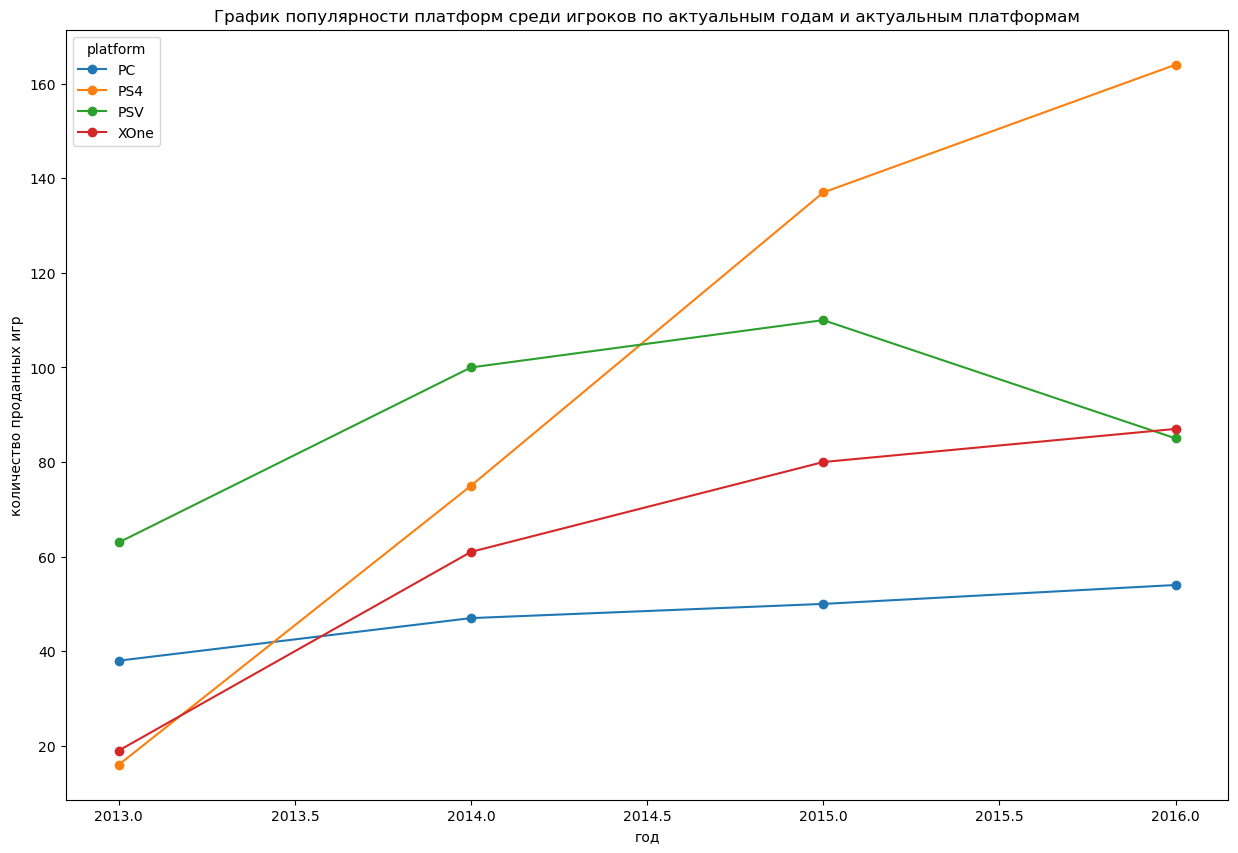 График популярности платформ среди игроков по актуальным годам и актуальным платформам
platform
PC
PS4
PSV
XOne
160
140
120
100
80
60
40
20
количество проданных игр
2013.0 2013.5 2014.0 2014.5 2015.0 2015.5 2016.0
год